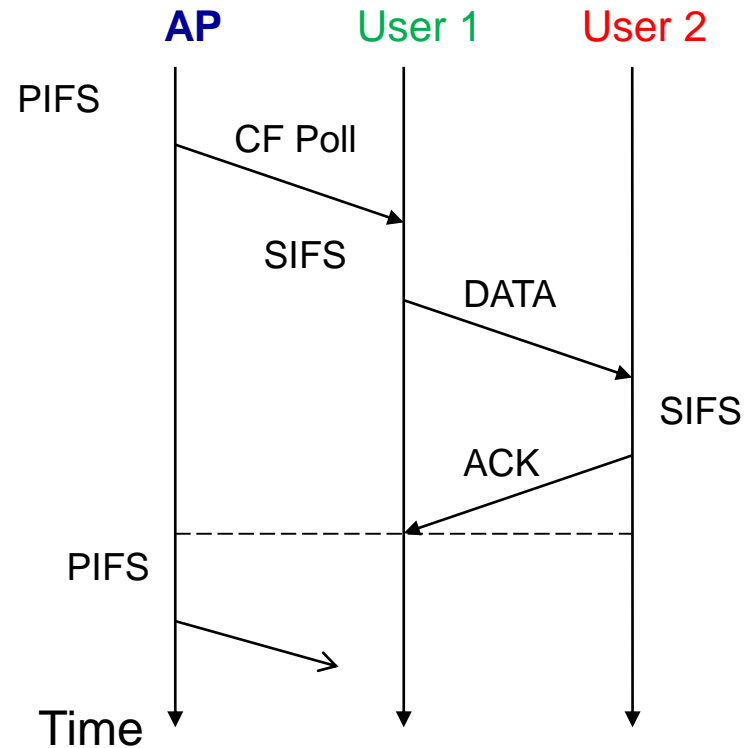 AP User 1 User 2
PIFS
CF Poll
SIFS
DATA
SIFS
ACK
PIFS
Time